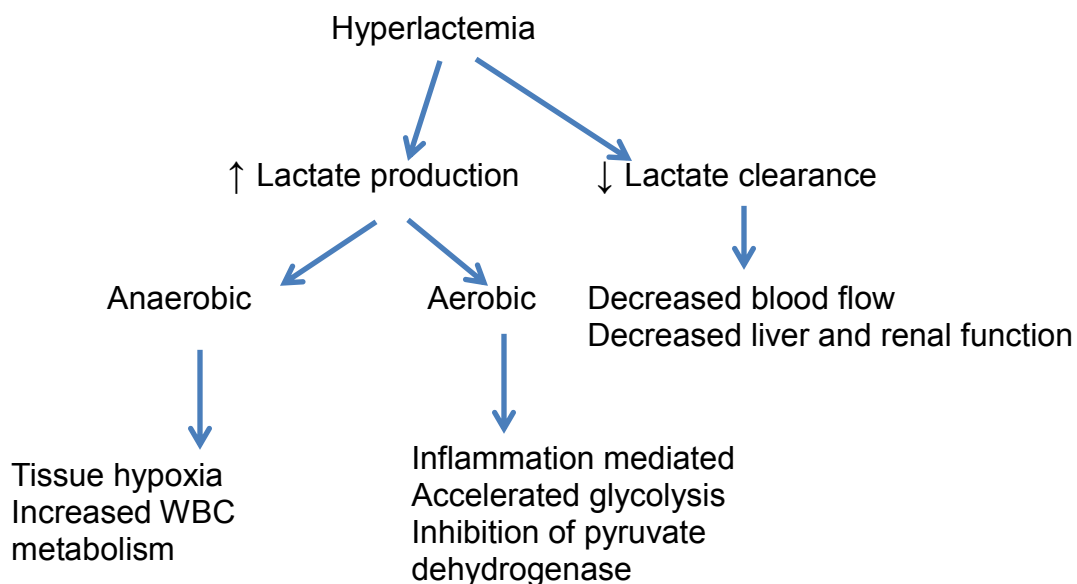 Hyperlactemia
↑ Lactate production
↓ Lactate clearance
Anaerobic
Aerobic
Decreased blood flow
Decreased liver and renal function
Tissue hypoxia
Increased WBC
metabolism
Inflammation mediated
Accelerated glycolysis
Inhibition of pyruvate
dehydrogenase